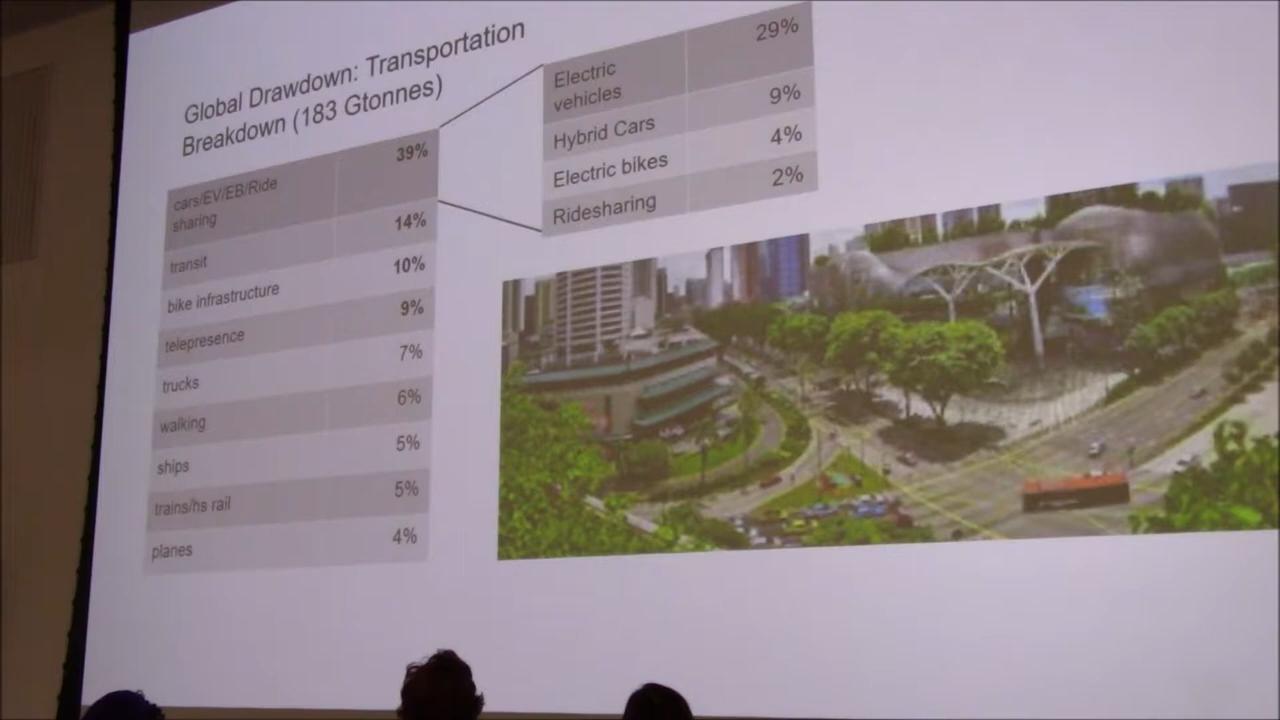 Global Drawdown: Transportation
Breakdown (183 Gtonnes)
cars/EV/EB/Ride
sharing 39%
transit 14%
bike infrastructure 10%
telepresence 9%
trucks 7%
walking 6%
ships 5%
trains/hs rail 5%
planes 4%
Electric
vehicles 29%
Hybrid Cars 9%
Electric bikes 4%
Ridesharing 2%